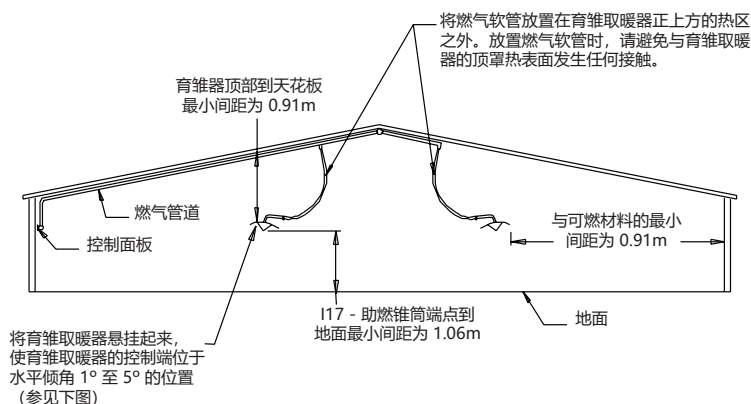 将燃气软管放置在育雏取暖器正上方的热区
之外。放置燃气软管时，请避免与育雏取暖
器的顶罩热表面发生任何接触。
育雏器顶部到天花板
最小间距为 0.91m
燃气管道
控制面板
与可燃材料的最小
间距为 0.91m
I17 - 助燃锥筒端点到
地面最小间距为 1.06m
地面
将育雏取暖器悬挂起来，
使育雏取暖器的控制端位于
水平倾角 1° 至 5° 的位置
（参见下图)